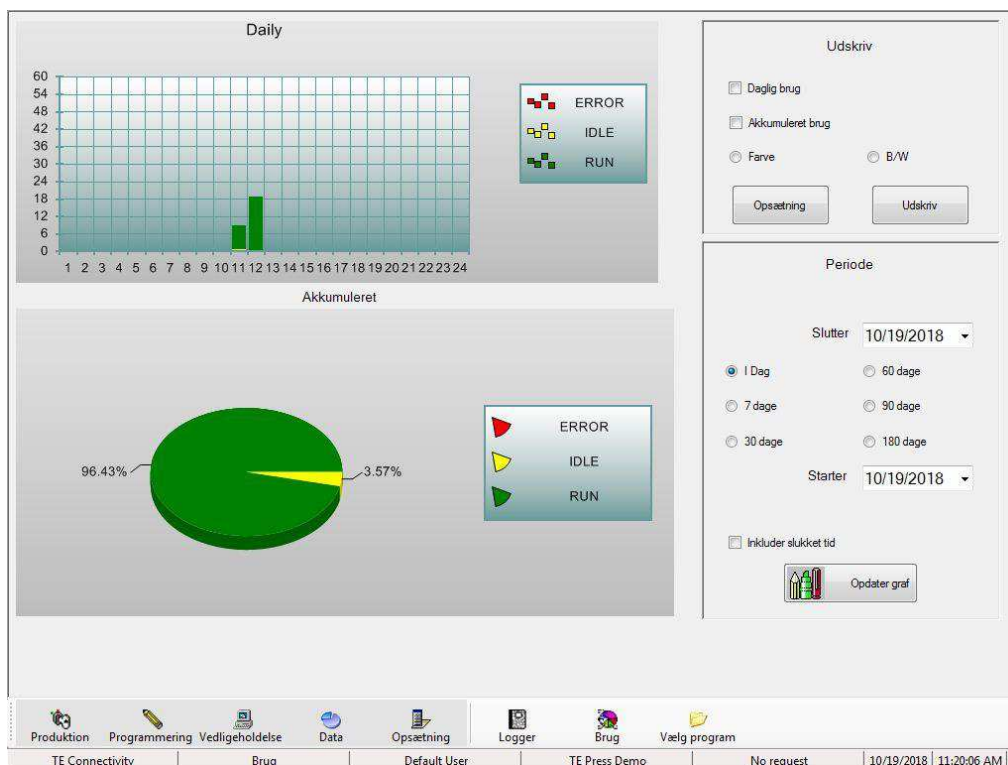 Daily
60
54
48
42
36
30
24
18
12
6
0
1 2 3 4 5 6 7 8 9 10 11 12 13 14 15 16 17 18 19 20 21 22 23 24
ERROR
IDLE
RUN
Akkumuleret
96.43%
3.57%
ERROR
IDLE
RUN
Udskriv
Daglig brug
Akkumuleret brug
Farve B/W
Opsætning Udskriv
Periode
Slutter 10/19/2018
I Dag 60 dage
7 dage 90 dage
30 dage 180 dage
Starter 10/19/2018
Inkluder slukket tid
Opdater graf
Produktion Programmering Vedligeholdelse Data Opsætning Logger Brug Vælg program
TE Connectivity Brug Default User TE Press Demo No request 10/19/2018 11:20:06 AM